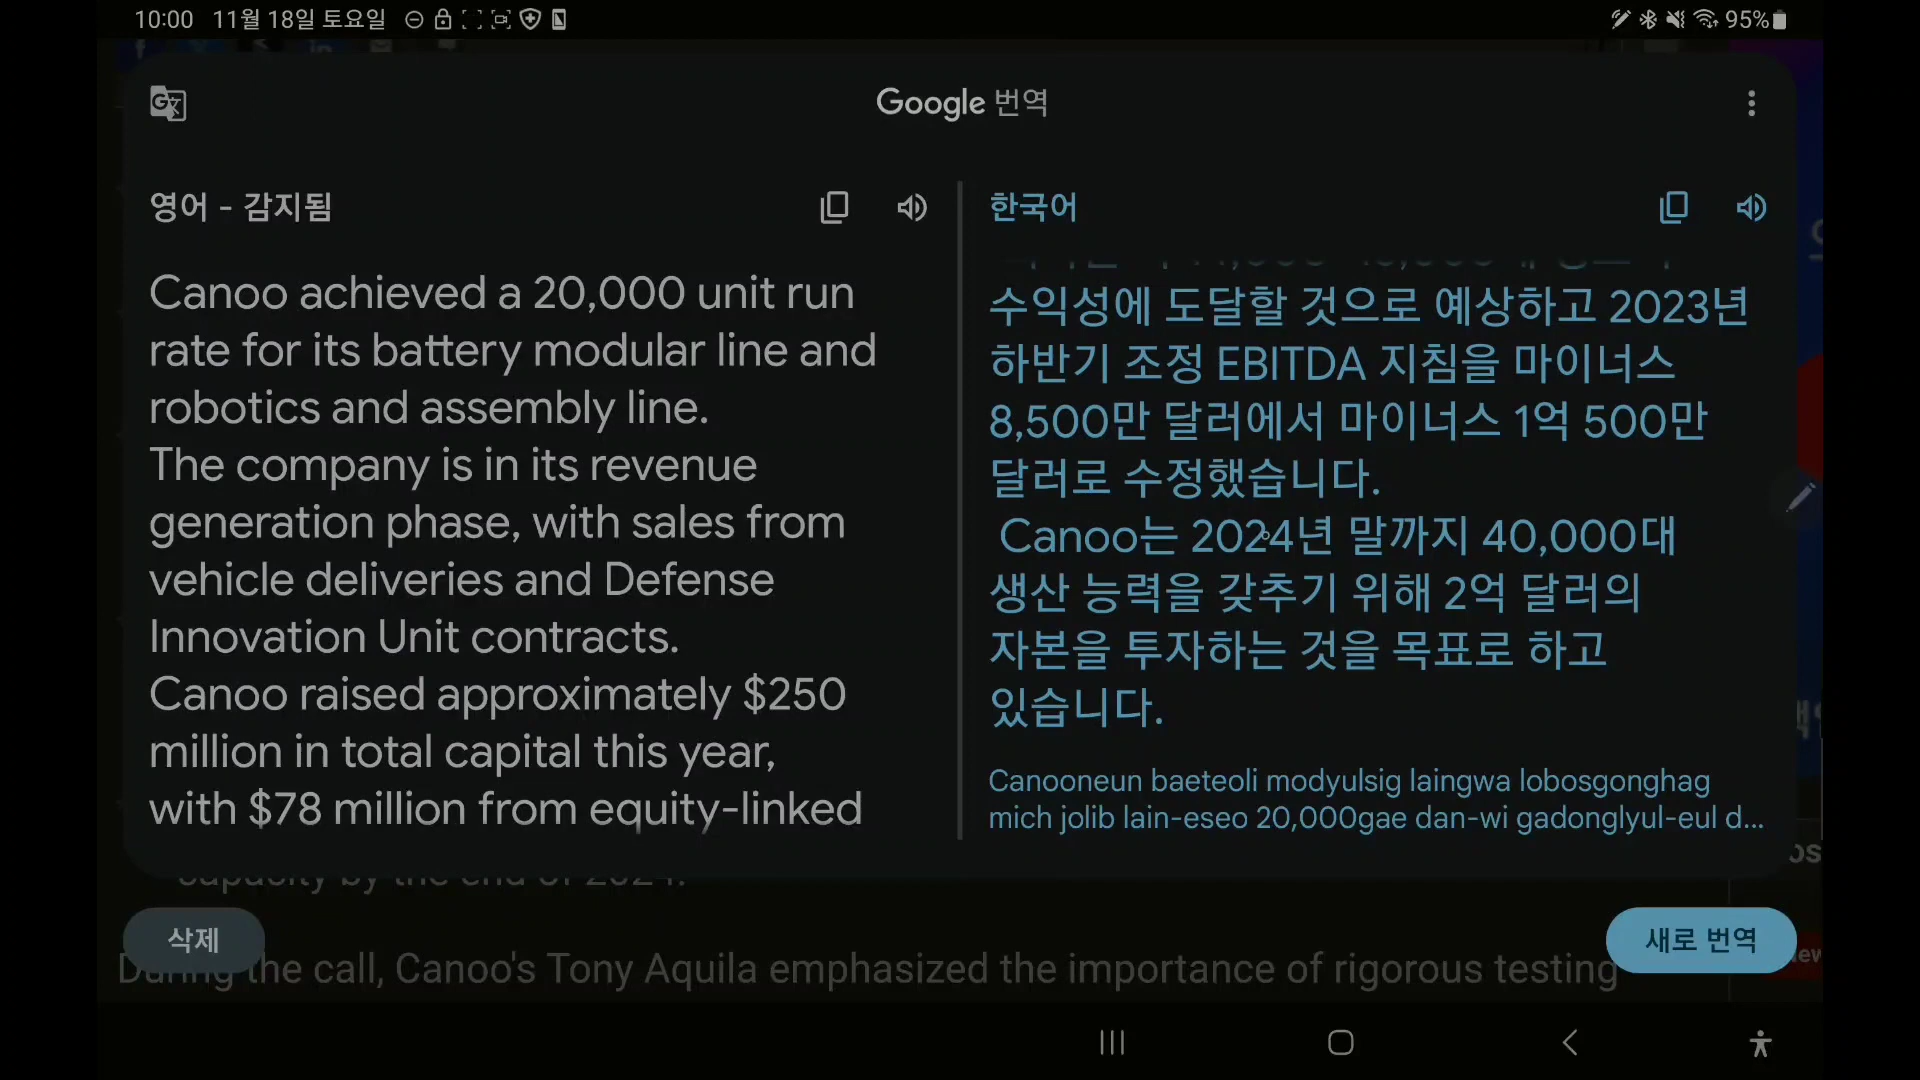 10:00 11월 18일 토요일
95%
Google 번역
영어 - 감지됨
Canoo achieved a 20,000 unit run
rate for its battery modular line and
robotics and assembly line.
The company is in its revenue
generation phase, with sales from
vehicle deliveries and Defense
Innovation Unit contracts.
Canoo raised approximately $250
million in total capital this year,
with $78 million from equity-linked
한국어
수익성에 도달할 것으로 예상하고 2023년
하반기 조정 EBITDA 지침을 마이너스
8,500만 달러에서 마이너스 1억 500만
달러로 수정했습니다.
Canoo는 2024년 말까지 40,000대
생산 능력을 갖추기 위해 2억 달러의
자본을 투자하는 것을 목표로 하고
있습니다.
Canooneun baeteoli modyulsig laingwa lobosgonghag
mich jolib lain-eseo 20,000gae dan-wi gadonglyul-eul d...
capacity by the end of 2024.
삭제
새로 번역
During the call, Canoo's Tony Aquila emphasized the importance of rigorous testing